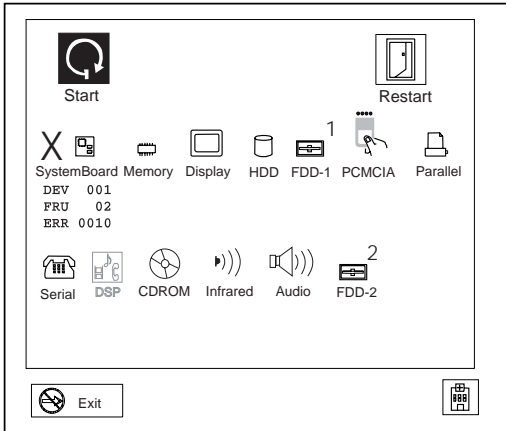 Start Restart
X 1
SystemBoard Memory Display HDD FDD-1 PCMCIA Parallel
DEV 001
FRU 02
ERR 0010
2
Serial DSP CDROM Infrared Audio FDD-2
Exit